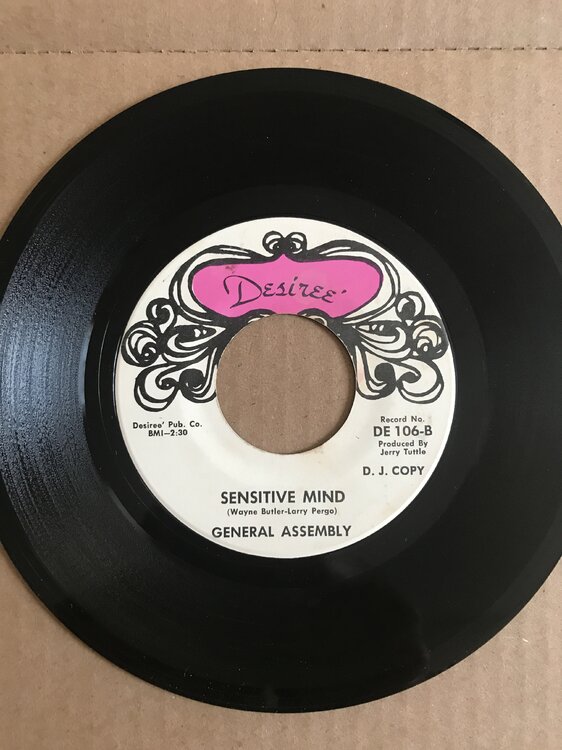 Desiree'
Desiree' Pub. Co.
BMI-2:30
Record No.
DE 106-B
Produced By
Jerry Tuttle
D. J. COPY
SENSITIVE MIND
(Wayne Butler-Larry Pergo)
GENERAL ASSEMBLY